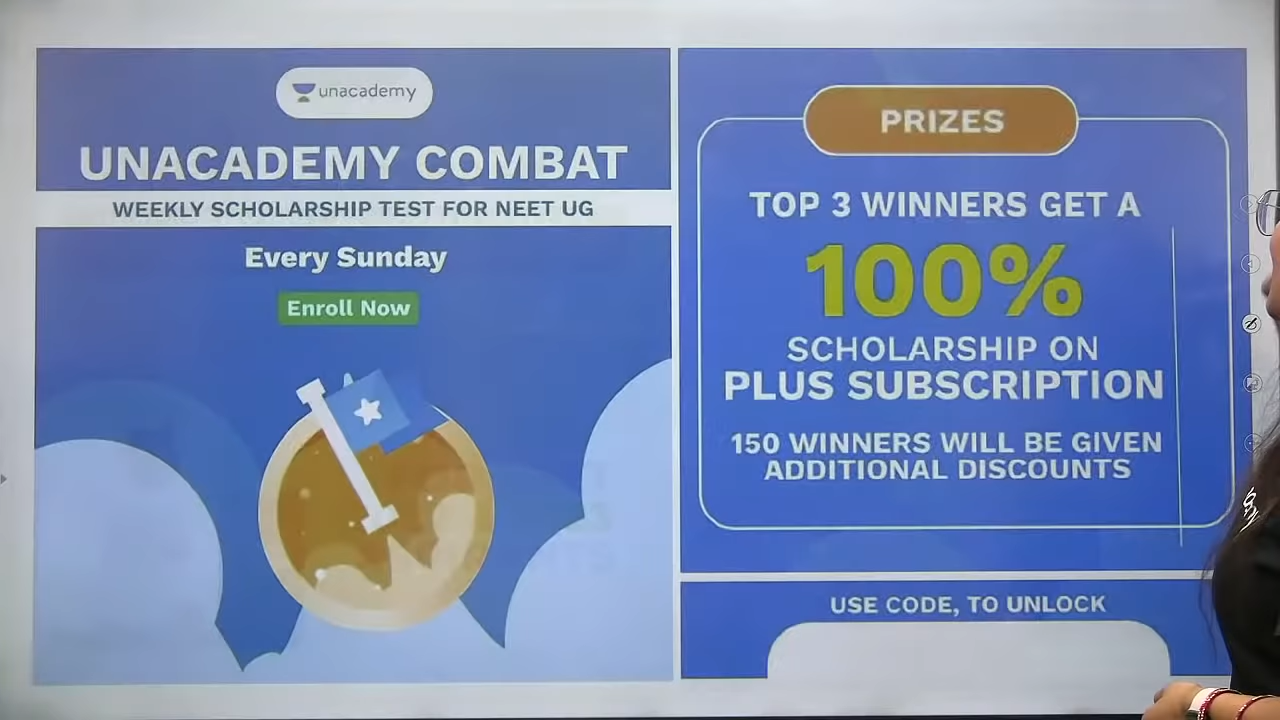 unacademy
UNACADEMY COMBAT
WEEKLY SCHOLARSHIP TEST FOR NEET UG
Every Sunday
Enroll Now
PRIZES
TOP 3 WINNERS GET A
100%
SCHOLARSHIP ON
PLUS SUBSCRIPTION
150 WINNERS WILL BE GIVEN
ADDITIONAL DISCOUNTS
USE CODE, TO UNLOCK